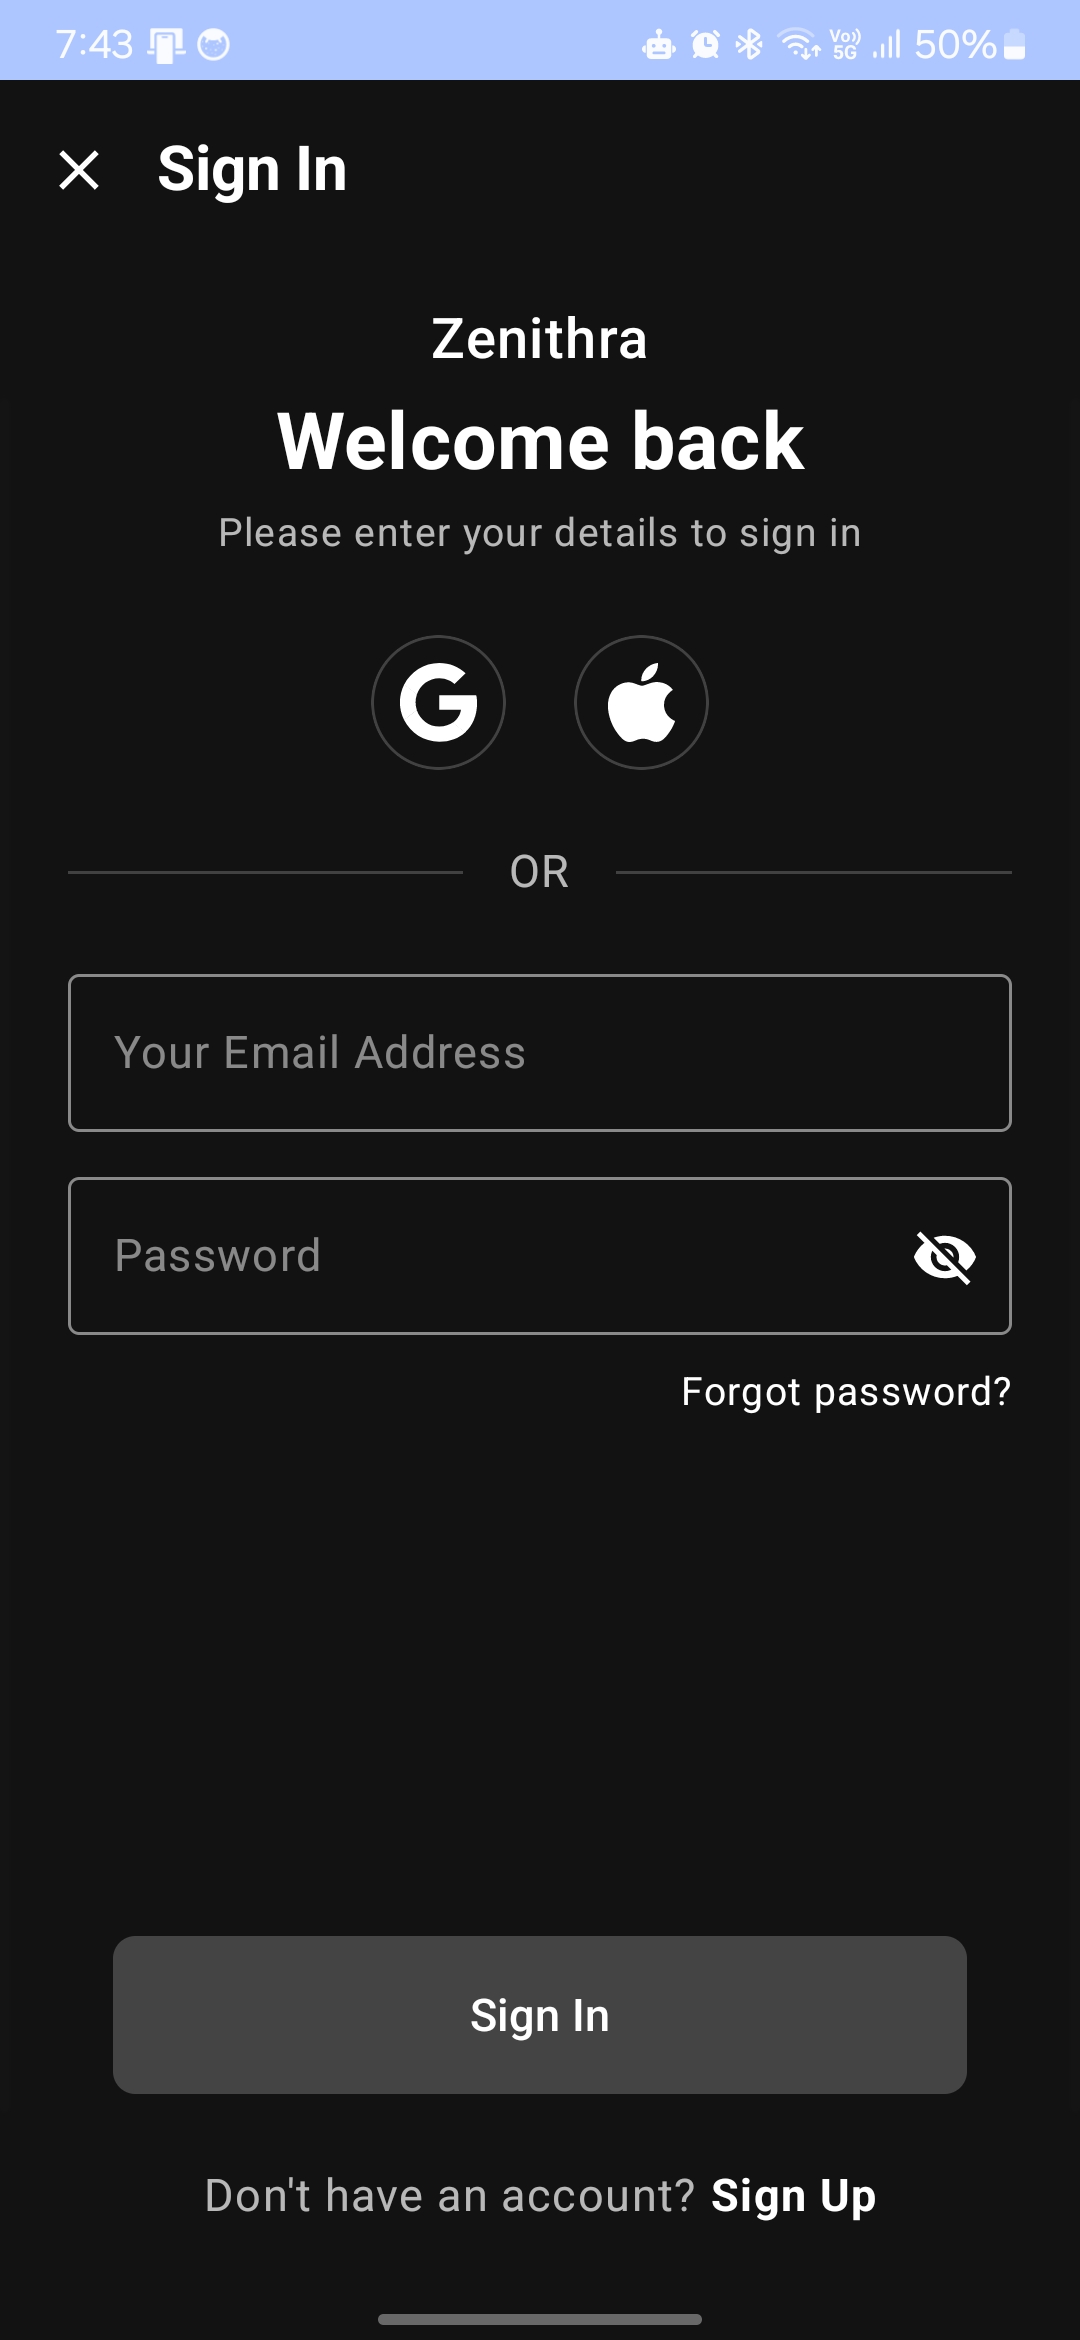 7:43 Vo)) 5G 50%
Sign In
Zenithra
Welcome back
Please enter your details to sign in
OR
Your Email Address
Password
Forgot password?
Sign In
Don't have an account? Sign Up